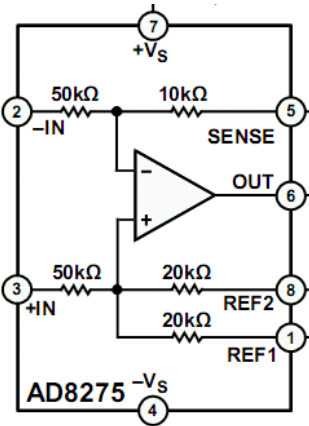 7
+VS
50kΩ 10kΩ
2 5
–IN SENSE
–
OUT
6
+
50kΩ 20kΩ
3 8
+IN REF2
20kΩ
1
REF1
AD8275 –VS
4